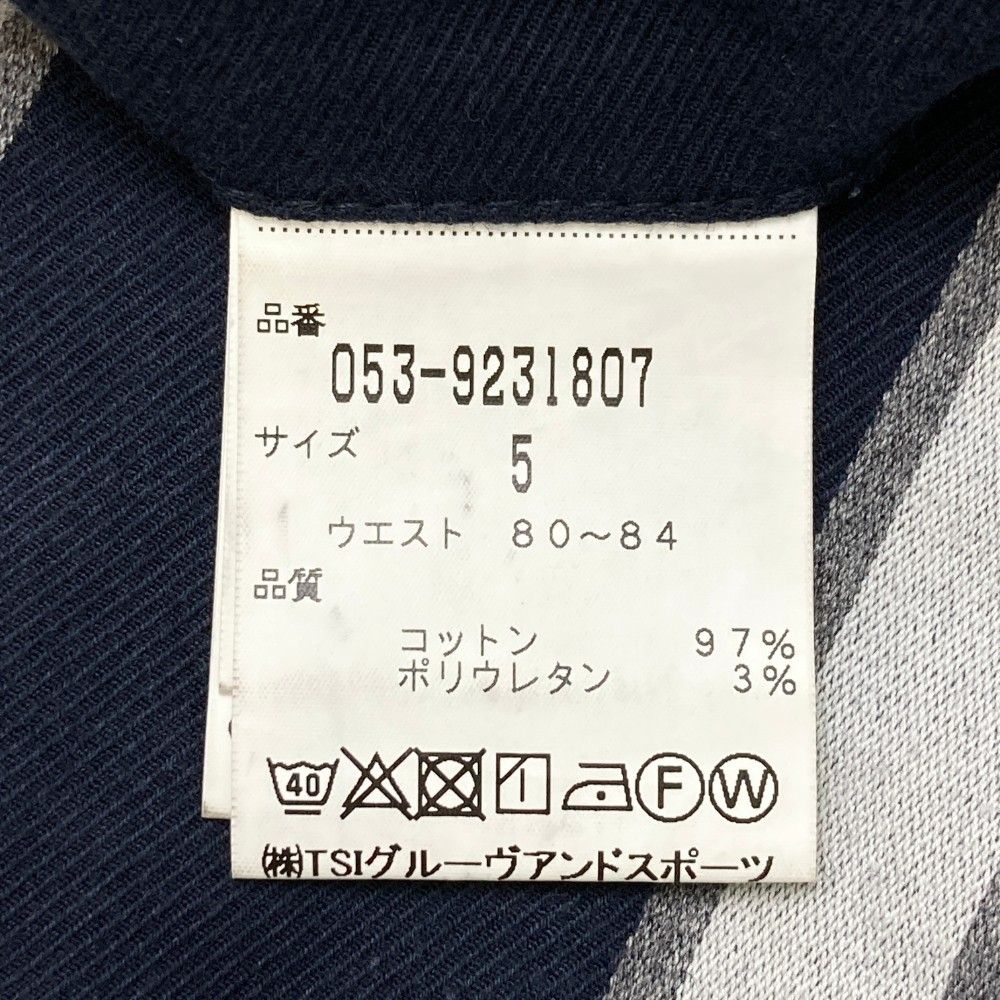 品番
053-9231807
サイズ 5
ウエスト 80～84
品質
コットン 97%
ポリウレタン 3%
40 F W
㈱TSIグルーヴアンドスポーツ